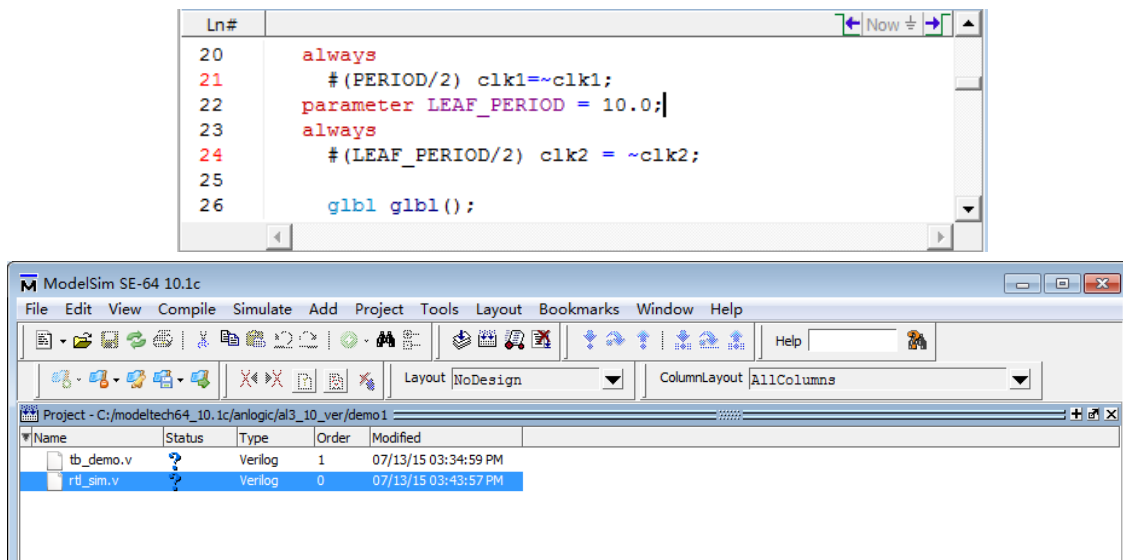 Ln#
Now
20 always
21 #(PERIOD/2) clk1=~clk1;
22 parameter LEAF_PERIOD = 10.0;
23 always
24 #(LEAF_PERIOD/2) clk2 = ~clk2;
25
26 glbl glbl();
ModelSim SE-64 10.1c
File Edit View Compile Simulate Add Project Tools Layout Bookmarks Window Help
Help
Layout NoDesign ColumnLayout AllColumns
Project - C:/modeltech64_10.1c/anlogic/al3_10_ver/demo1
Name Status Type Order Modified
tb_demo.v ? Verilog 1 07/13/15 03:34:59 PM
rtl_sim.v ? Verilog 0 07/13/15 03:43:57 PM